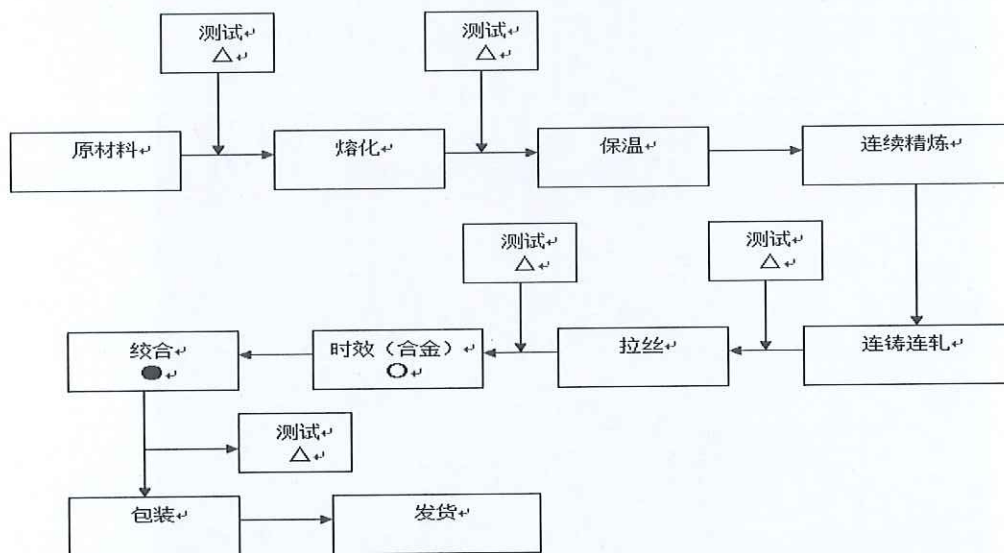 测试
△
测试
△
原材料
熔化
保温
连续精炼
测试
△
测试
△
绞合
●
时效（合金）
○
拉丝
连铸连轧
测试
△
包装
发货